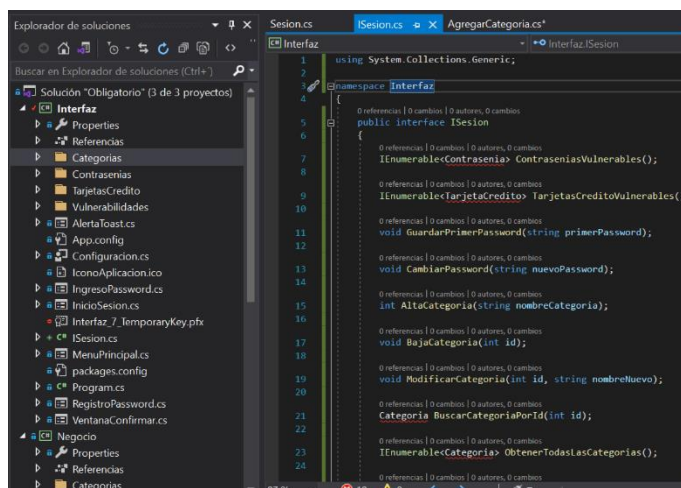 Explorador de soluciones
Buscar en Explorador de soluciones (Ctrl+´)
Solución "Obligatorio" (3 de 3 proyectos)
Interfaz
Properties
Referencias
Categorias
Contrasenias
TarjetasCredito
Vulnerabilidades
AlertaToast.cs
App.config
Configuracion.cs
IconoAplicacion.ico
IngresoPassword.cs
InicioSesion.cs
Interfaz_7_TemporaryKey.pfx
ISesion.cs
MenuPrincipal.cs
packages.config
Program.cs
RegistroPassword.cs
VentanaConfirmar.cs
Negocio
Properties
Referencias
Categorias
Sesion.cs ISesion.cs AgregarCategoria.cs*
Interfaz Interfaz.ISesion
1 using System.Collections.Generic;
2
3 namespace Interfaz
4 {
0 referencias | 0 cambios | 0 autores, 0 cambios
5 public interface ISesion
6 {
0 referencias | 0 cambios | 0 autores, 0 cambios
7 IEnumerable<Contrasenia> ContraseniasVulnerables();
8
0 referencias | 0 cambios | 0 autores, 0 cambios
9 IEnumerable<TarjetaCredito> TarjetasCreditoVulnerables(
10
0 referencias | 0 cambios | 0 autores, 0 cambios
11 void GuardarPrimerPassword(string primerPassword);
12
0 referencias | 0 cambios | 0 autores, 0 cambios
13 void CambiarPassword(string nuevoPassword);
14
0 referencias | 0 cambios | 0 autores, 0 cambios
15 int AltaCategoria(string nombreCategoria);
16
0 referencias | 0 cambios | 0 autores, 0 cambios
17 void BajaCategoria(int id);
18
0 referencias | 0 cambios | 0 autores, 0 cambios
19 void ModificarCategoria(int id, string nombreNuevo);
20
0 referencias | 0 cambios | 0 autores, 0 cambios
21 Categoria BuscarCategoriaPorId(int id);
22
0 referencias | 0 cambios | 0 autores, 0 cambios
23 IEnumerable<Categoria> ObtenerTodasLasCategorias();
24
0 referencias | 0 cambios | 0 autores, 0 cambios